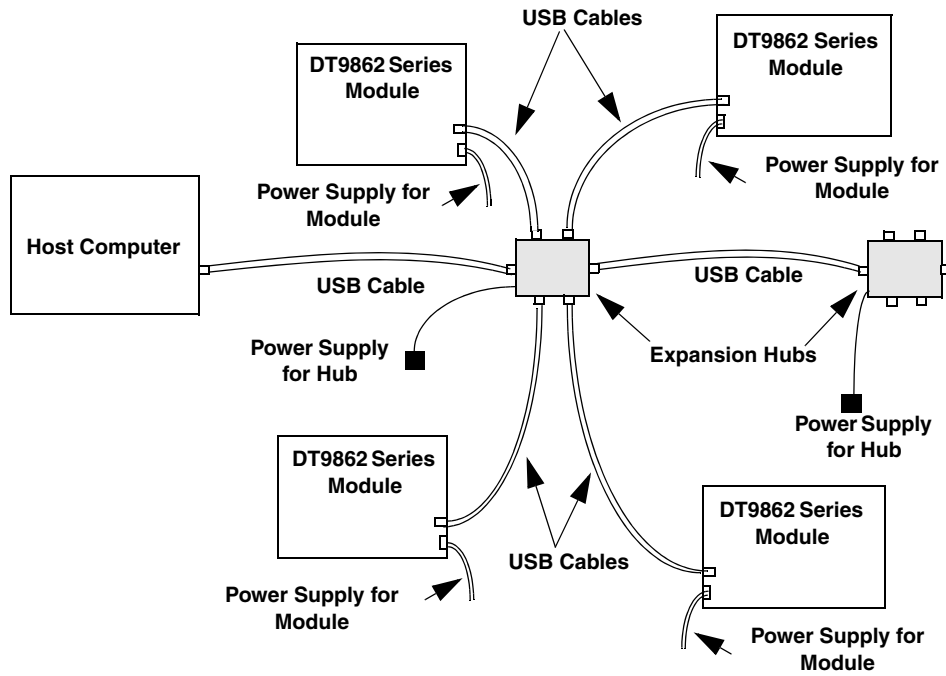 USB Cables
DT9862 Series
Module
DT9862 Series
Module
Power Supply for
Module
Power Supply for
Module
Host Computer
USB Cable
USB Cable
Power Supply
for Hub
Expansion Hubs
Power Supply
for Hub
DT9862 Series
Module
DT9862 Series
Module
USB Cables
Power Supply for
Module
Power Supply for
Module